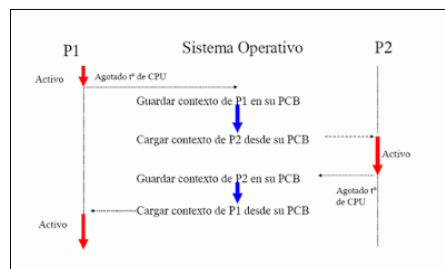 P1 Sistema Operativo P2
Activo
Agotado tº de CPU
Guardar contexto de P1 en su PCB
Cargar contexto de P2 desde su PCB
Activo
Guardar contexto de P2 en su PCB
Agotado tº
de CPU
Cargar contexto de P1 desde su PCB
Activo